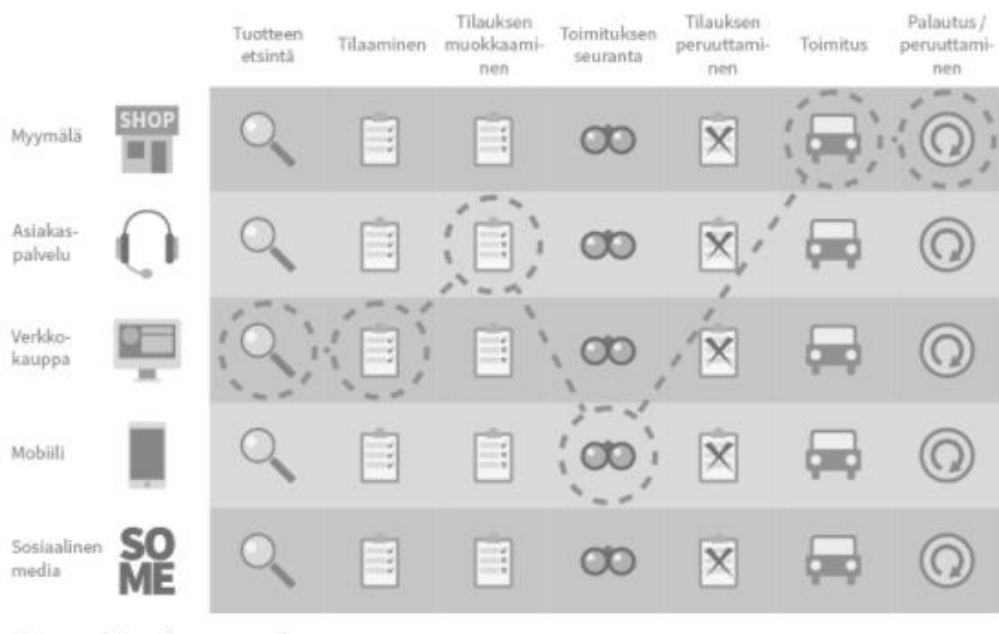 Tuotteen
etsintä
Tilaaminen
Tilauksen
muokkaami-
nen
Toimituksen
seuranta
Tilauksen
peruuttami-
nen
Toimitus
Palautus /
peruuttami-
nen
Myymälä
SHOP
Asiakas-
palvelu
Verkko-
kauppa
Mobiili
Sosiaalinen
media
SO
ME